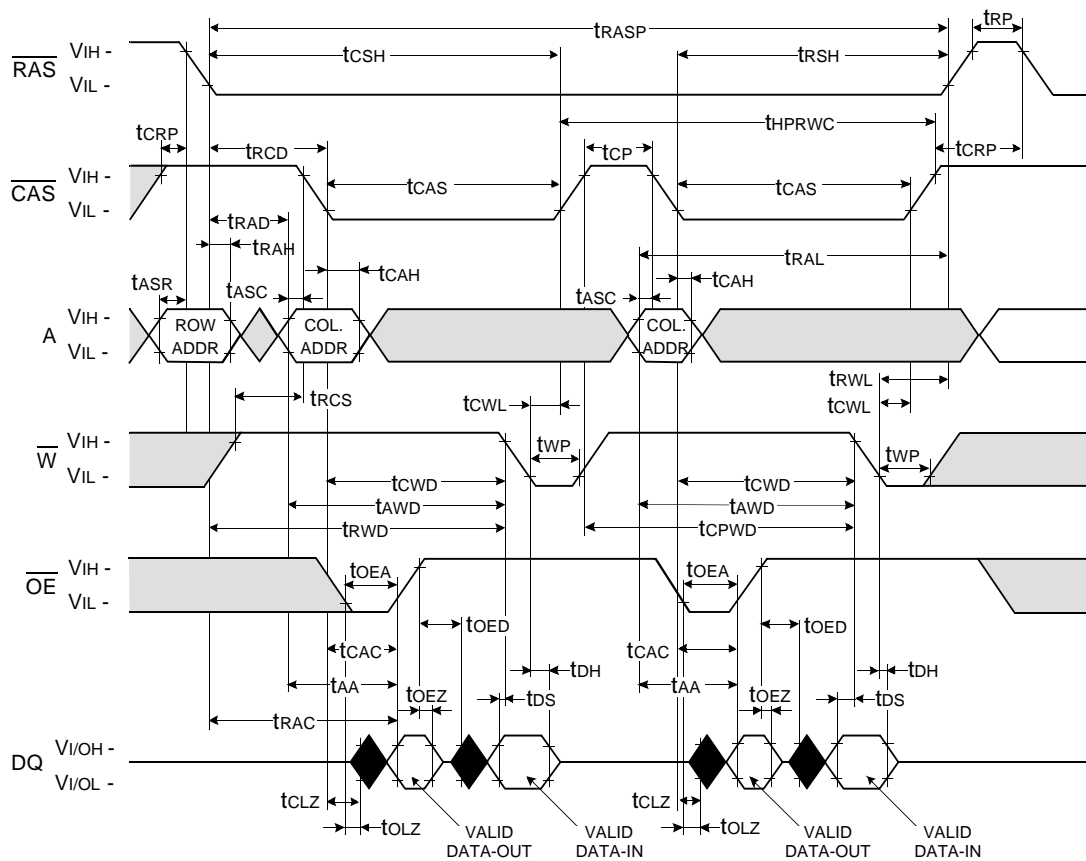 tRASP
tRP
tCSH
tRSH
RAS
VIH -
VIL -
tHPRWC
tCRP
tRCD
tCP
tCRP
CAS
VIH -
VIL -
tCAS
tCAS
tRAD
tRAH
tRAL
tASR
tASC
tCAH
tASC
tCAH
A
VIH -
VIL -
ROW
ADDR
COL.
ADDR
COL.
ADDR
tRCS
tCWL
tRWL
tCWL
W
VIH -
VIL -
tWP
tWP
tCWD
tCWD
tAWD
tAWD
tRWD
tCPWD
OE
VIH -
VIL -
tOEA
tOEA
tOED
tOED
tCAC
tCAC
tDH
tDH
tAA
tOEZ
tDS
tAA
tOEZ
tDS
tRAC
DQ
VI/OH -
VI/OL -
tCLZ
tOLZ
tCLZ
tOLZ
VALID
DATA-OUT
VALID
DATA-IN
VALID
DATA-OUT
VALID
DATA-IN